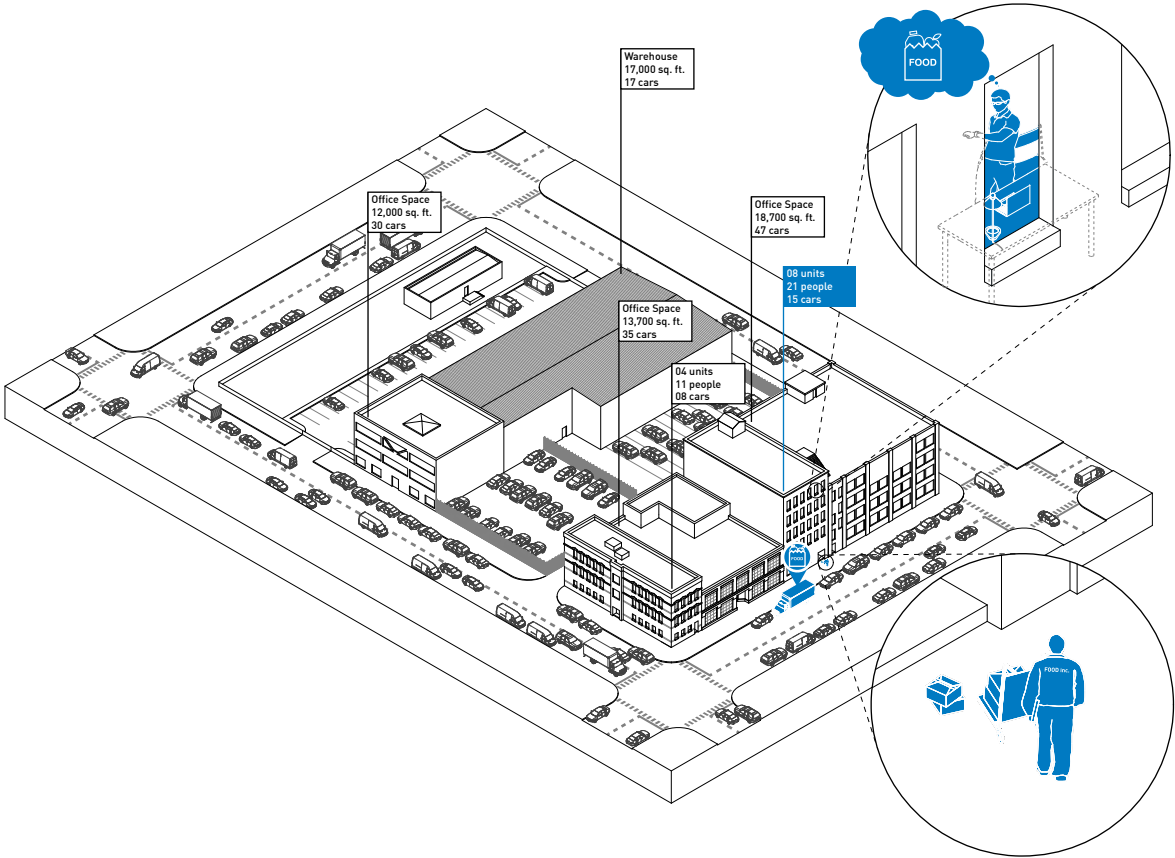 FOOD
Warehouse
17,000 sq. ft.
17 cars
Office Space
12,000 sq. ft.
30 cars
Office Space
18,700 sq. ft.
47 cars
08 units
21 people
15 cars
Office Space
13,700 sq. ft.
35 cars
04 units
11 people
08 cars
FOOD
FOOD inc.